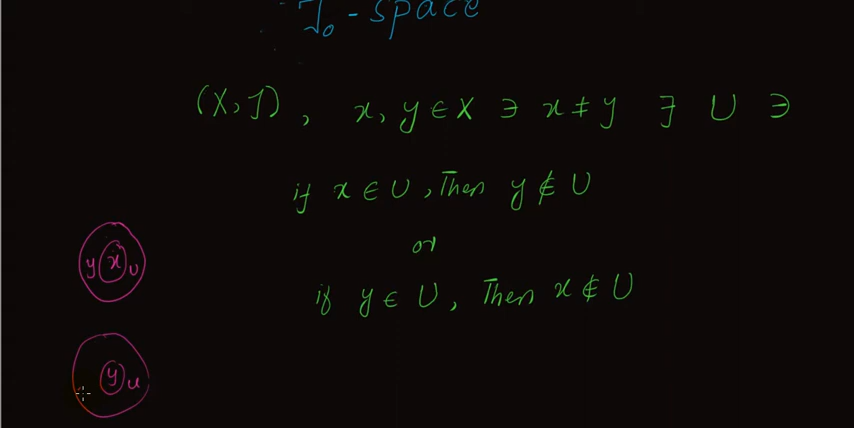 T₀ - space
(X, T), x, y ∈ X ∋ x ≠ y ∃ U ∋
if x ∈ U, Then y ∉ U
or
if y ∈ U, Then x ∉ U
y x U
y u